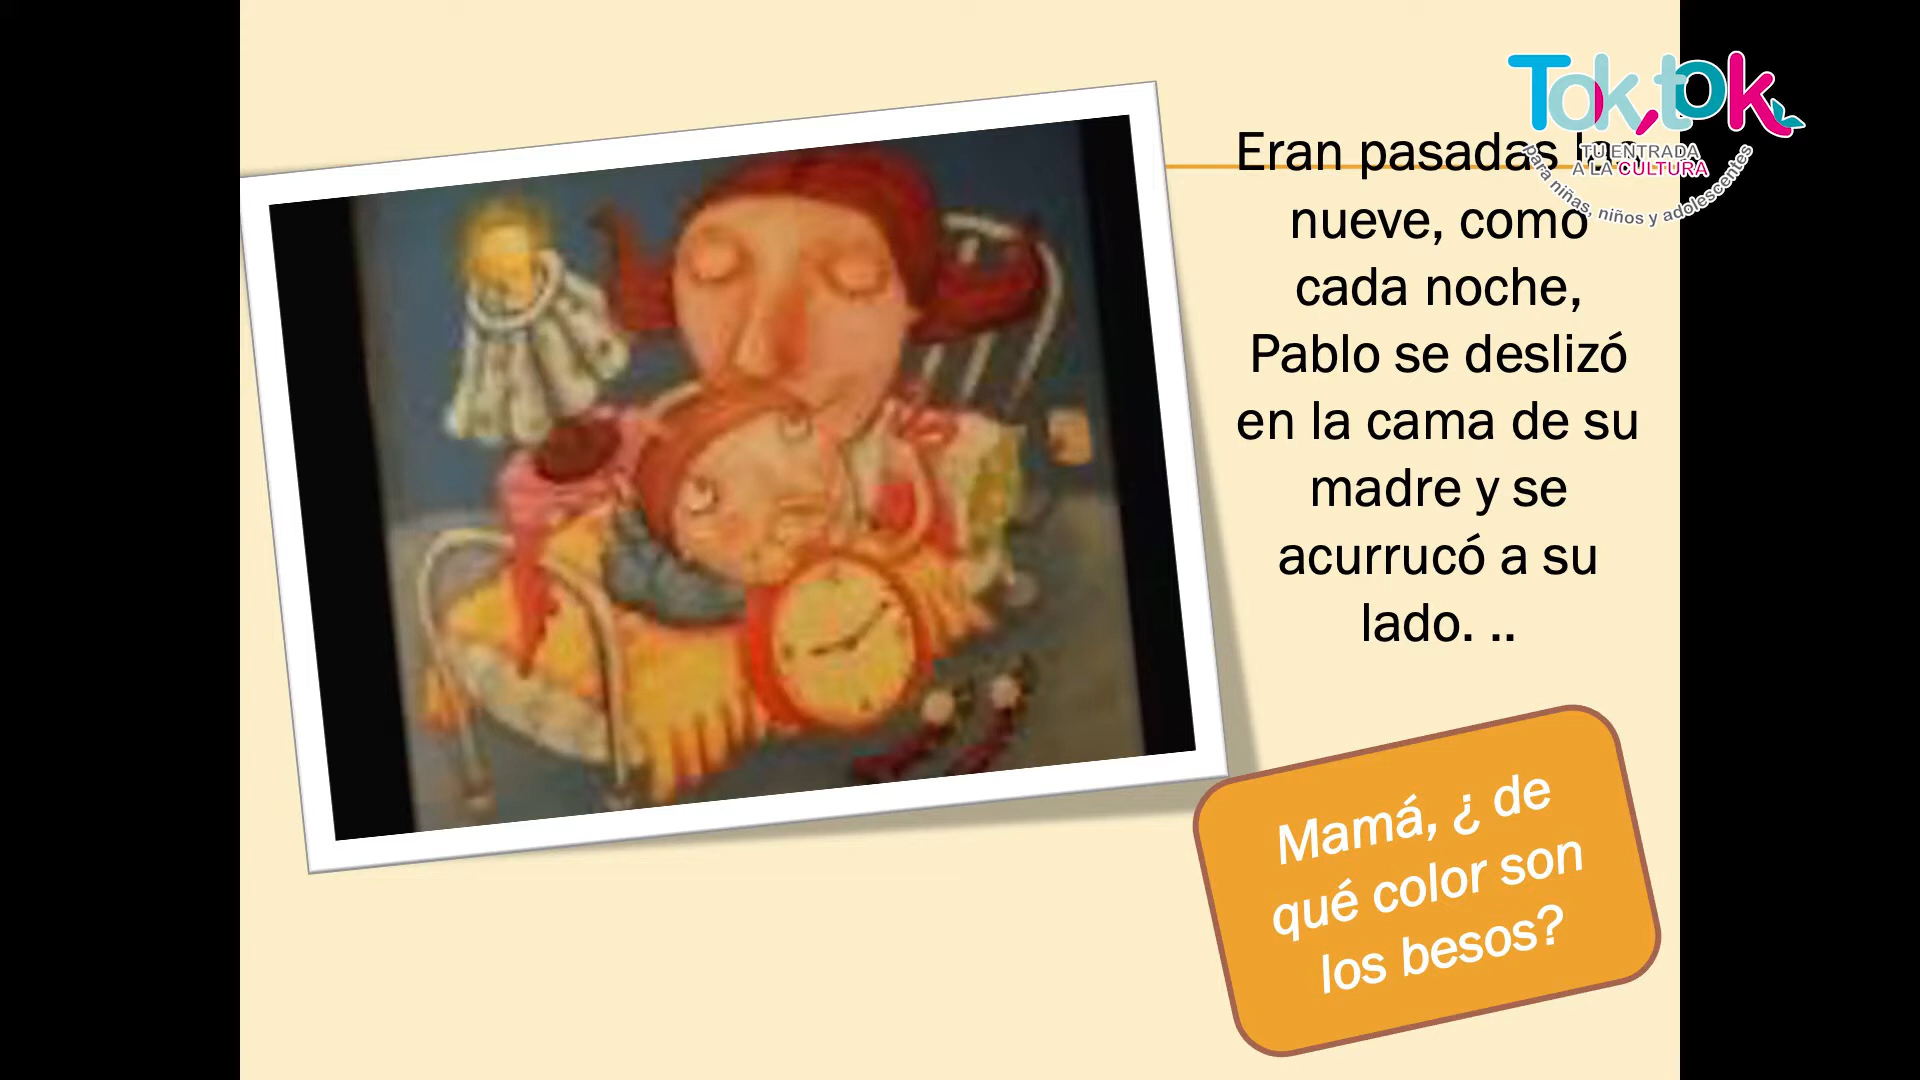 Tok, tok
TU ENTRADA
A LA CULTURA
para niñas, niños y adolescentes
Eran pasadas las
nueve, como
cada noche,
Pablo se deslizó
en la cama de su
madre y se
acurrucó a su
lado. ..
Mamá, ¿ de
qué color son
los besos?